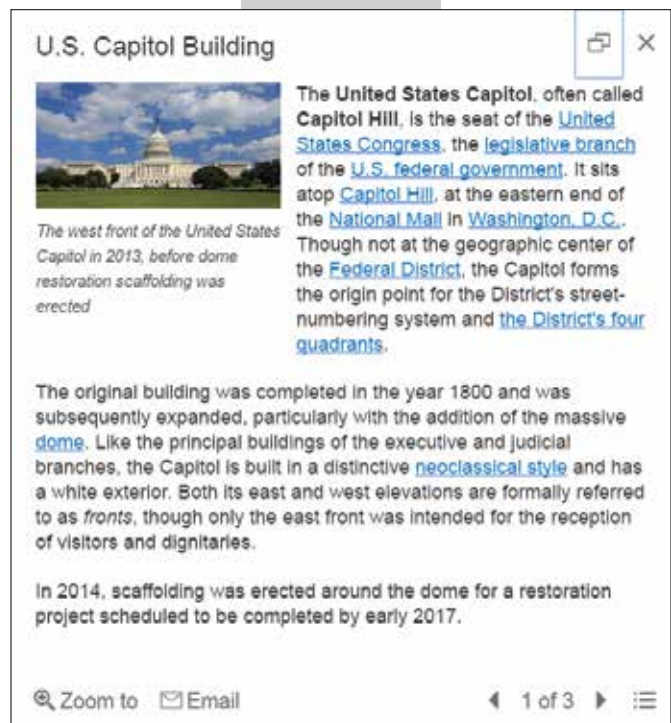 U.S. Capitol Building
The west front of the United States
Capitol in 2013, before dome
restoration scaffolding was
erected
The United States Capitol, often called
Capitol Hill, is the seat of the United
States Congress, the legislative branch
of the U.S. federal government. It sits
atop Capitol Hill, at the eastern end of
the National Mall in Washington, D.C..
Though not at the geographic center of
the Federal District, the Capitol forms
the origin point for the District's street-
numbering system and the District's four
quadrants.
The original building was completed in the year 1800 and was
subsequently expanded, particularly with the addition of the massive
dome. Like the principal buildings of the executive and judicial
branches, the Capitol is built in a distinctive neoclassical style and has
a white exterior. Both its east and west elevations are formally referred
to as fronts, though only the east front was intended for the reception
of visitors and dignitaries.
In 2014, scaffolding was erected around the dome for a restoration
project scheduled to be completed by early 2017.
Zoom to Email 1 of 3